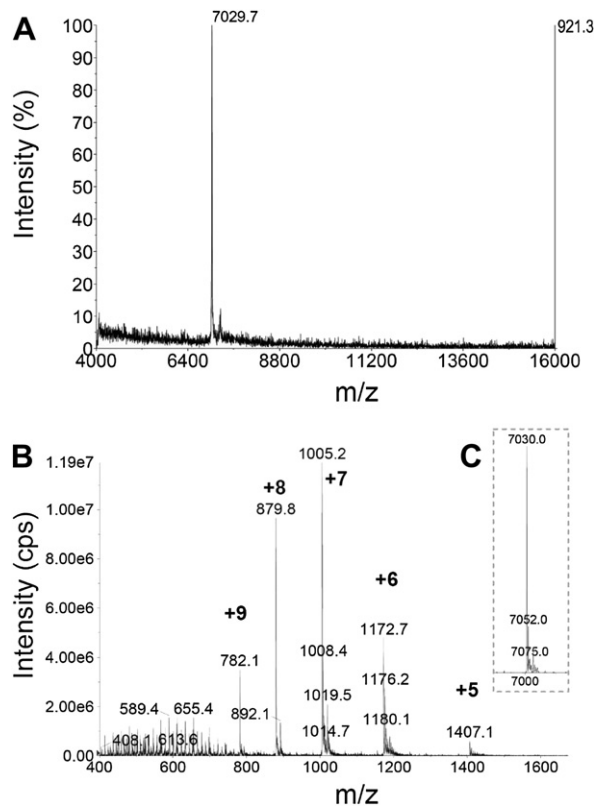 A
7029.7
921.3
Intensity (%)
100
90
80
70
60
50
40
30
20
10
0
4000 6400 8800 11200 13600 16000
m/z
B
Intensity (cps)
1.19e7
1.00e7
8.00e6
6.00e6
4.00e6
2.00e6
0.00
1005.2
+7
+8
879.8
+6
1172.7
+9
782.1
1008.4
1176.2
+5
589.4 655.4
892.1
1019.5
1014.7
1180.1
1407.1
408.1 613.6
400 600 800 1000 1200 1400 1600
m/z
C
7030.0
7052.0
7075.0
7000